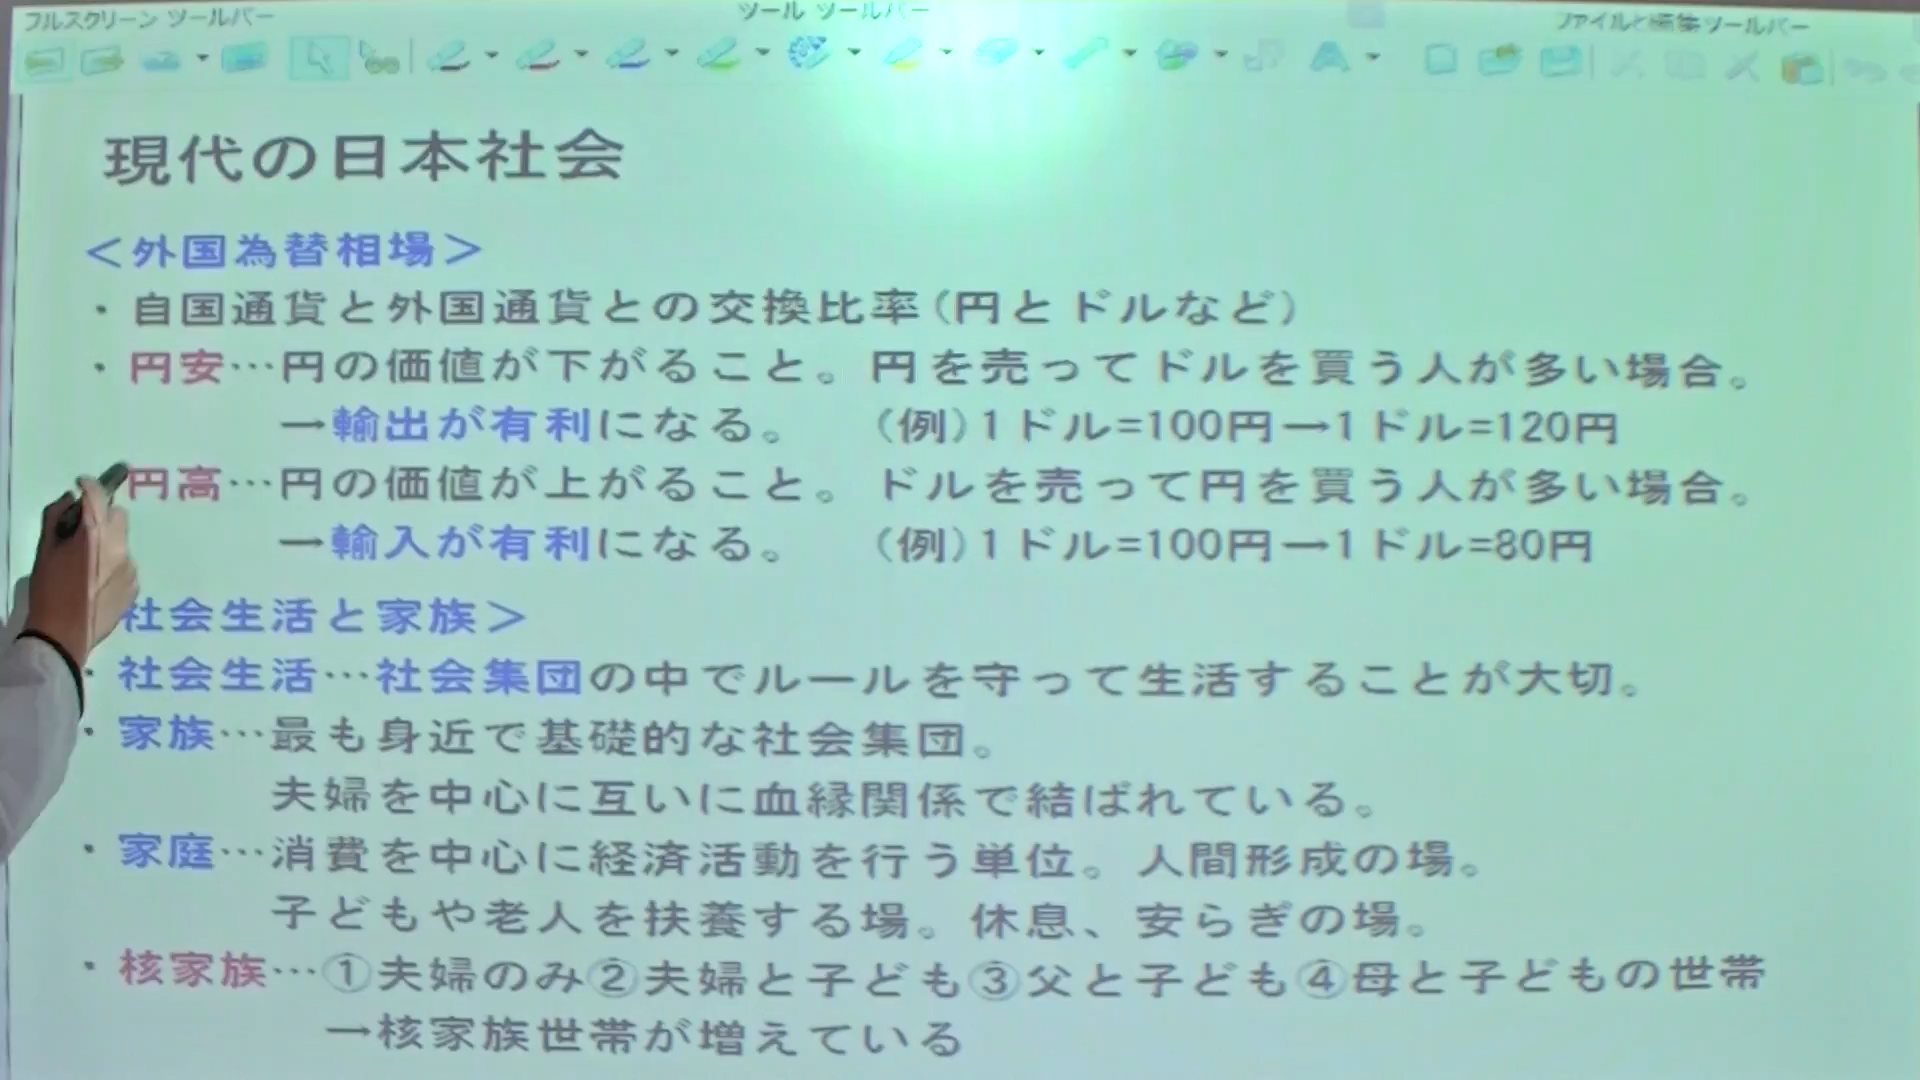 フルスクリーン ツールバー
ツール ツールバー
ファイルと編集ツールバー
現代の日本社会
＜外国為替相場＞
・自国通貨と外国通貨との交換比率(円とドルなど)
・円安…円の価値が下がること。円を売ってドルを買う人が多い場合。
→輸出が有利になる。 (例)1ドル=100円→1ドル=120円
円高…円の価値が上がること。ドルを売って円を買う人が多い場合。
→輸入が有利になる。 (例)1ドル=100円→1ドル=80円
社会生活と家族＞
・社会生活…社会集団の中でルールを守って生活することが大切。
・家族…最も身近で基礎的な社会集団。
夫婦を中心に互いに血縁関係で結ばれている。
・家庭…消費を中心に経済活動を行う単位。人間形成の場。
子どもや老人を扶養する場。休息、安らぎの場。
・核家族…①夫婦のみ②夫婦と子ども③父と子ども④母と子どもの世帯
→核家族世帯が増えている